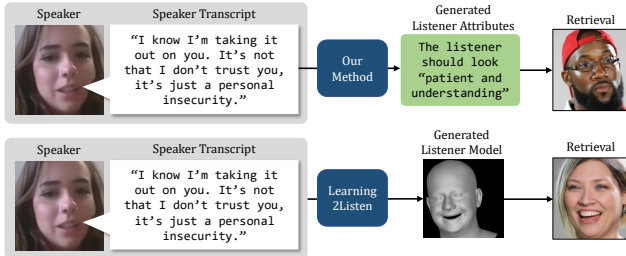 Speaker
Speaker Transcript
Generated
Listener Attributes
Retrieval
“I know I’m taking it
out on you. It’s not
that I don’t trust you,
it’s just a personal
insecurity.”
Our
Method
The listener
should look
“patient and
understanding”
Speaker
Speaker Transcript
Generated
Listener Model
Retrieval
“I know I’m taking it
out on you. It’s not
that I don’t trust you,
it’s just a personal
insecurity.”
Learning
2Listen